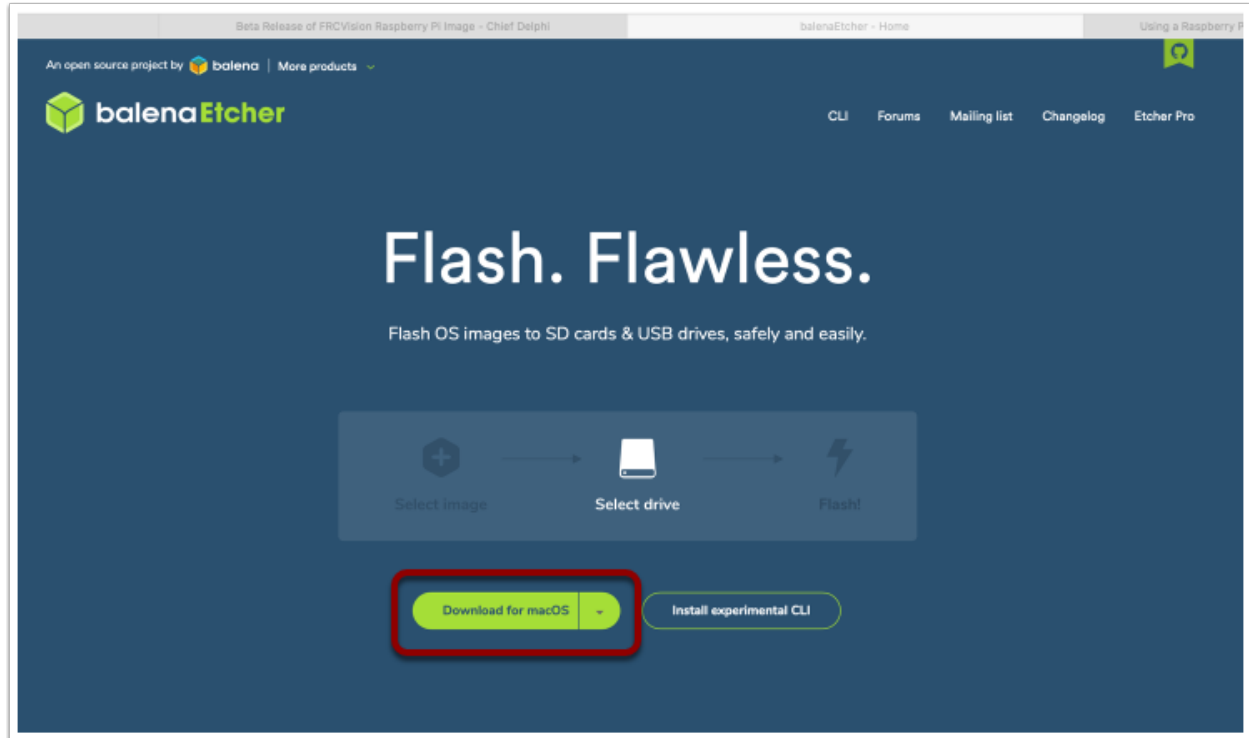 Beta Release of FRCVision Raspberry Pi Image - Chief Delphi
balenaEtcher - Home
Using a Raspberry P
An open source project by balena | More products
balenaEtcher
CLI
Forums
Mailing list
Changelog
Etcher Pro
Flash. Flawless.
Flash OS images to SD cards & USB drives, safely and easily.
Select image
Select drive
Flash!
Download for macOS
Install experimental CLI